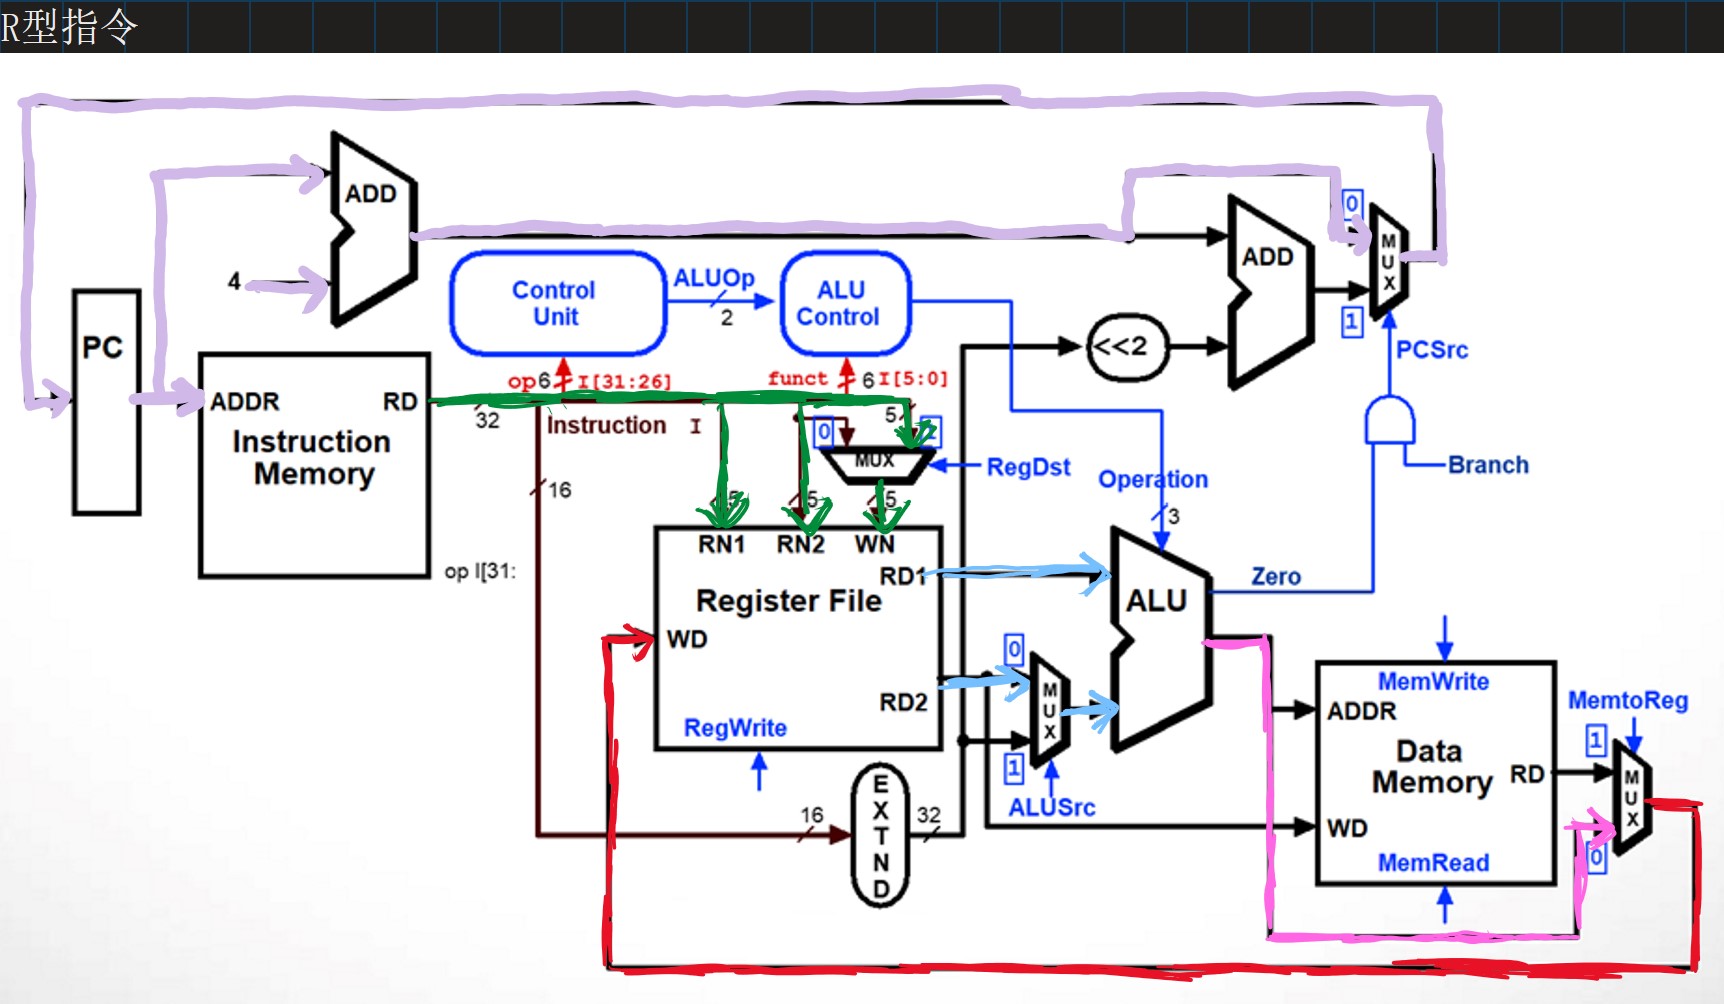 R型指令
ADD
4
PC
ADDR
RD
Instruction
Memory
32
Control
Unit
ALUOp
2
ALU
Control
op 6 I[31:26]
funct 6 I[5:0]
Instruction I
16
op I[31:
0
5
1
MUX
RegDst
5
5
5
RN1
RN2
WN
RD1
Register File
WD
RD2
RegWrite
16
EXTND
32
<<2
ADD
0
MUX
1
PCSrc
Branch
Operation
3
ALU
Zero
0
MUX
1
ALUSrc
MemWrite
ADDR
Data
Memory
RD
WD
MemRead
MemtoReg
1
MUX
0